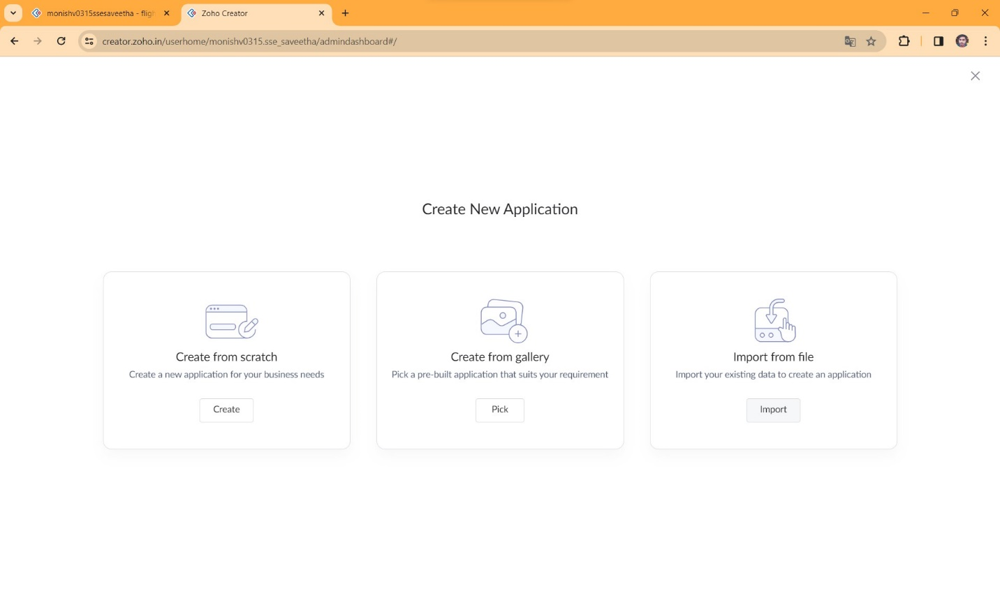 monishv0315ssesaveetha - fligh
Zoho Creator
creator.zoho.in/userhome/monishv0315.sse_saveetha/admindashboard#/
Create New Application
Create from scratch
Create a new application for your business needs
Create
Create from gallery
Pick a pre-built application that suits your requirement
Pick
Import from file
Import your existing data to create an application
Import